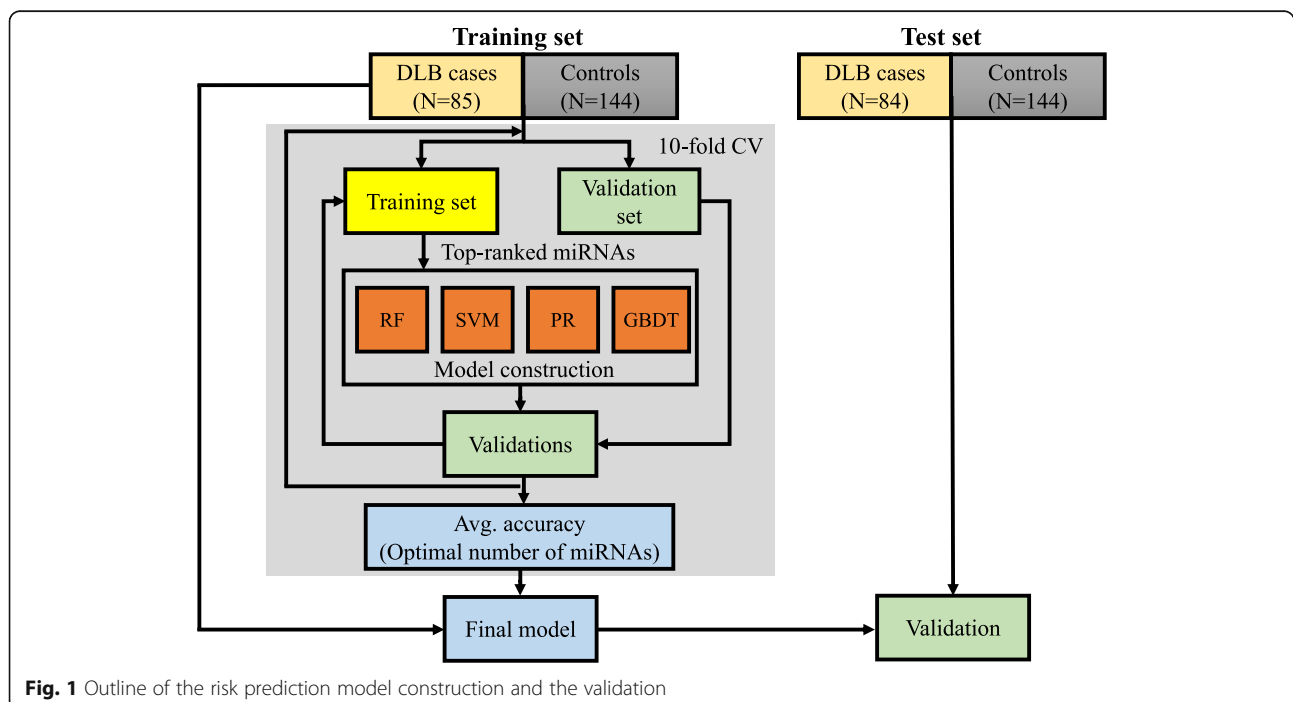 Training set
Test set
DLB cases
(N=85)
Controls
(N=144)
DLB cases
(N=84)
Controls
(N=144)
10-fold CV
Training set
Validation
set
Top-ranked miRNAs
RF
SVM
PR
GBDT
Model construction
Validations
Avg. accuracy
(Optimal number of miRNAs)
Final model
Validation
Fig. 1 Outline of the risk prediction model construction and the validation